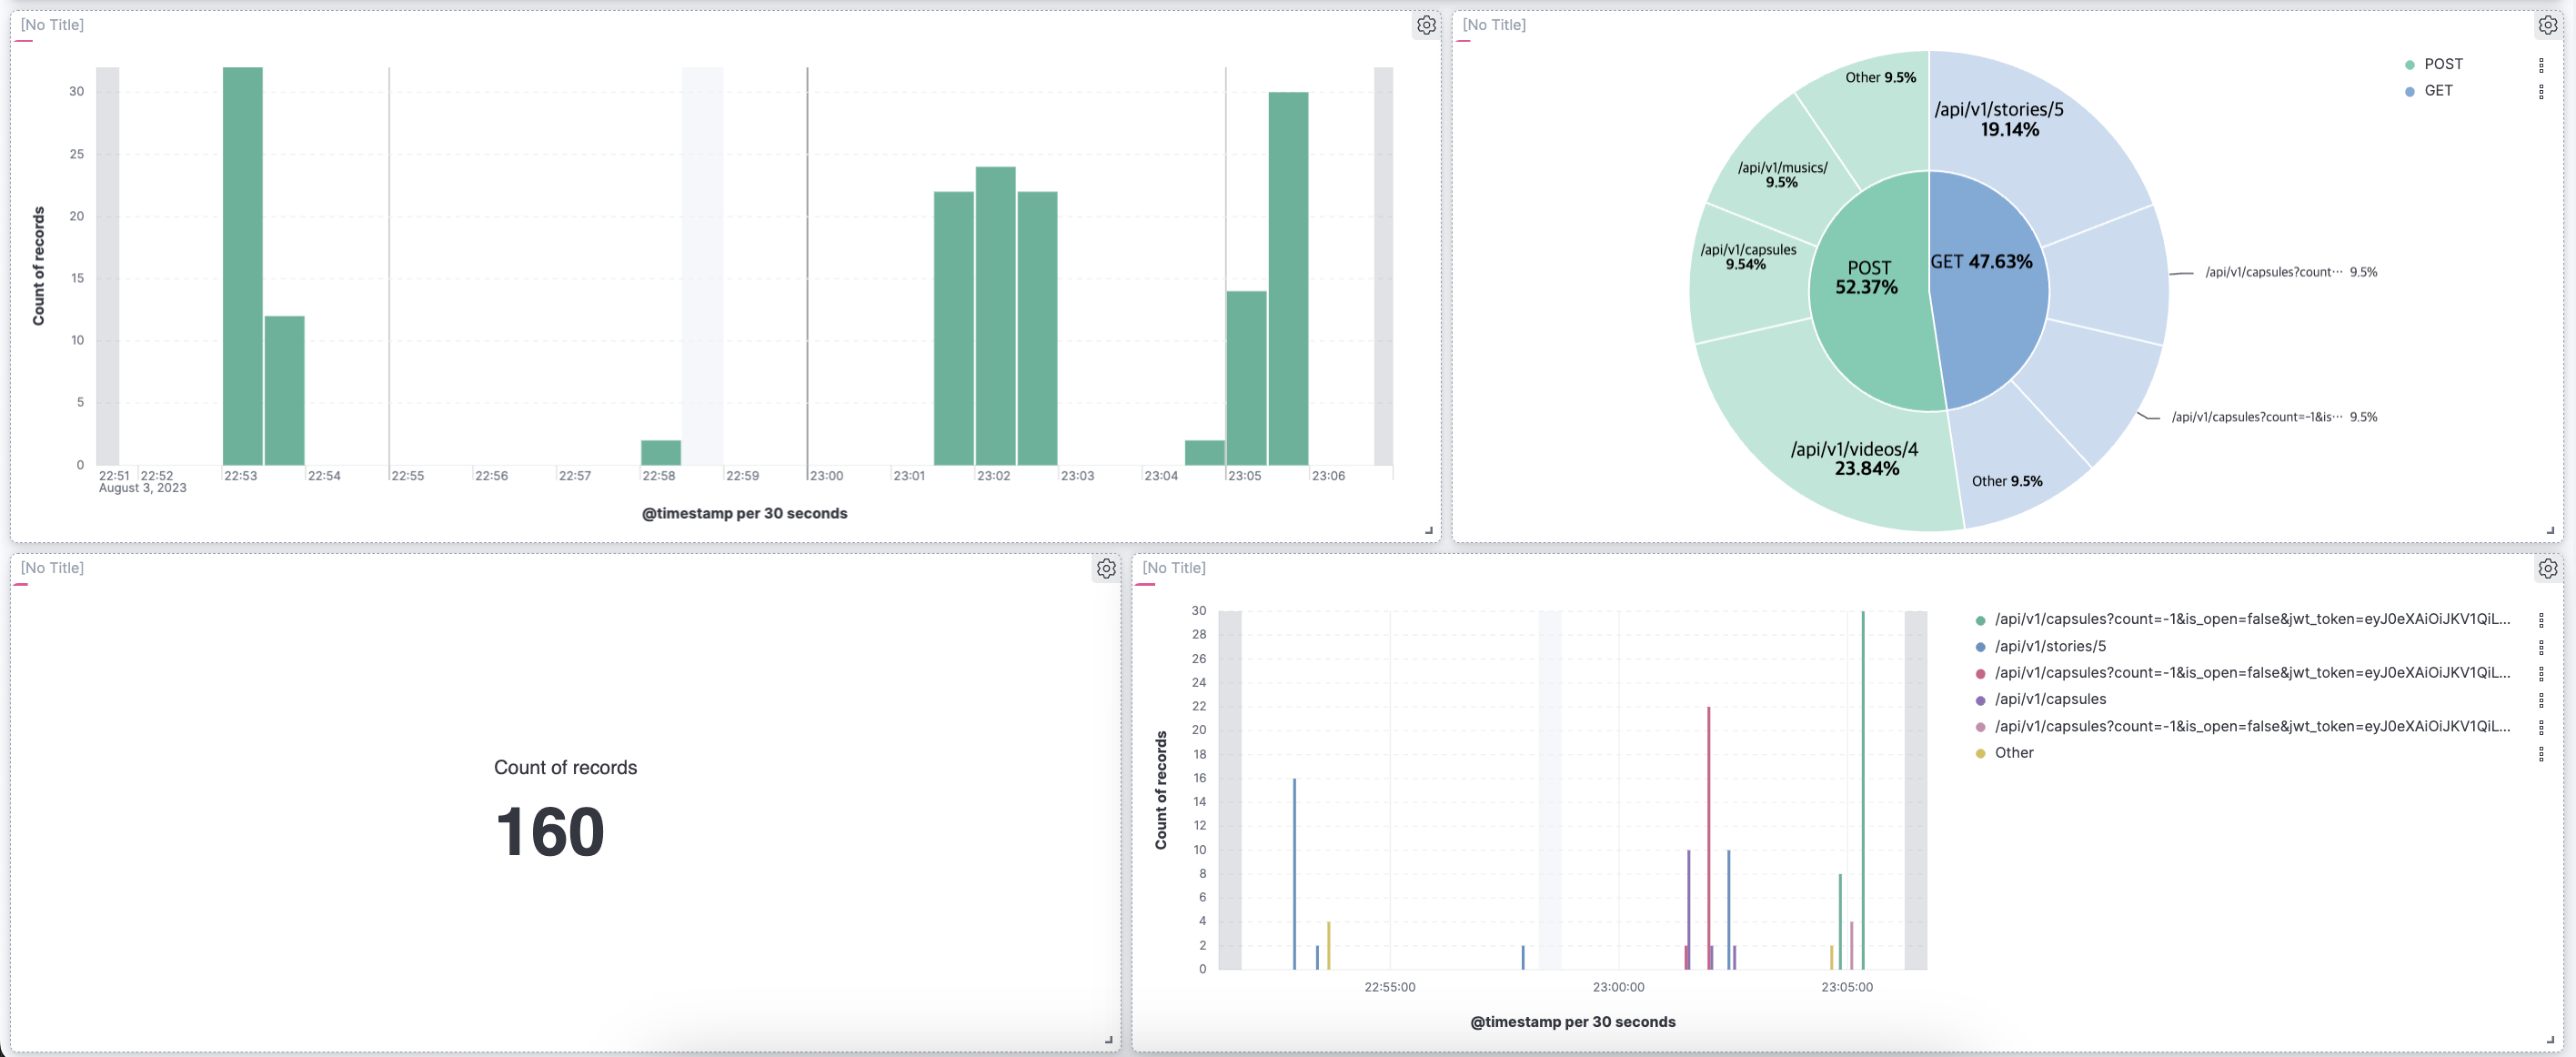 [No Title]
Count of records
30
25
20
15
10
5
0
22:51 22:52 22:53 22:54 22:55 22:56 22:57 22:58 22:59 23:00 23:01 23:02 23:03 23:04 23:05 23:06
August 3, 2023
@timestamp per 30 seconds
[No Title]
POST
GET
Other 9.5%
/api/v1/stories/5
19.14%
/api/v1/musics/
9.5%
/api/v1/capsules
9.54%
POST
52.37%
GET 47.63%
/api/v1/capsules?count··· 9.5%
/api/v1/capsules?count=-1&is··· 9.5%
/api/v1/videos/4
23.84%
Other 9.5%
[No Title]
Count of records
160
[No Title]
Count of records
30
28
26
24
22
20
18
16
14
12
10
8
6
4
2
0
22:55:00 23:00:00 23:05:00
@timestamp per 30 seconds
/api/v1/capsules?count=-1&is_open=false&jwt_token=eyJ0eXAiOiJKV1QiL...
/api/v1/stories/5
/api/v1/capsules?count=-1&is_open=false&jwt_token=eyJ0eXAiOiJKV1QiL...
/api/v1/capsules
/api/v1/capsules?count=-1&is_open=false&jwt_token=eyJ0eXAiOiJKV1QiL...
Other